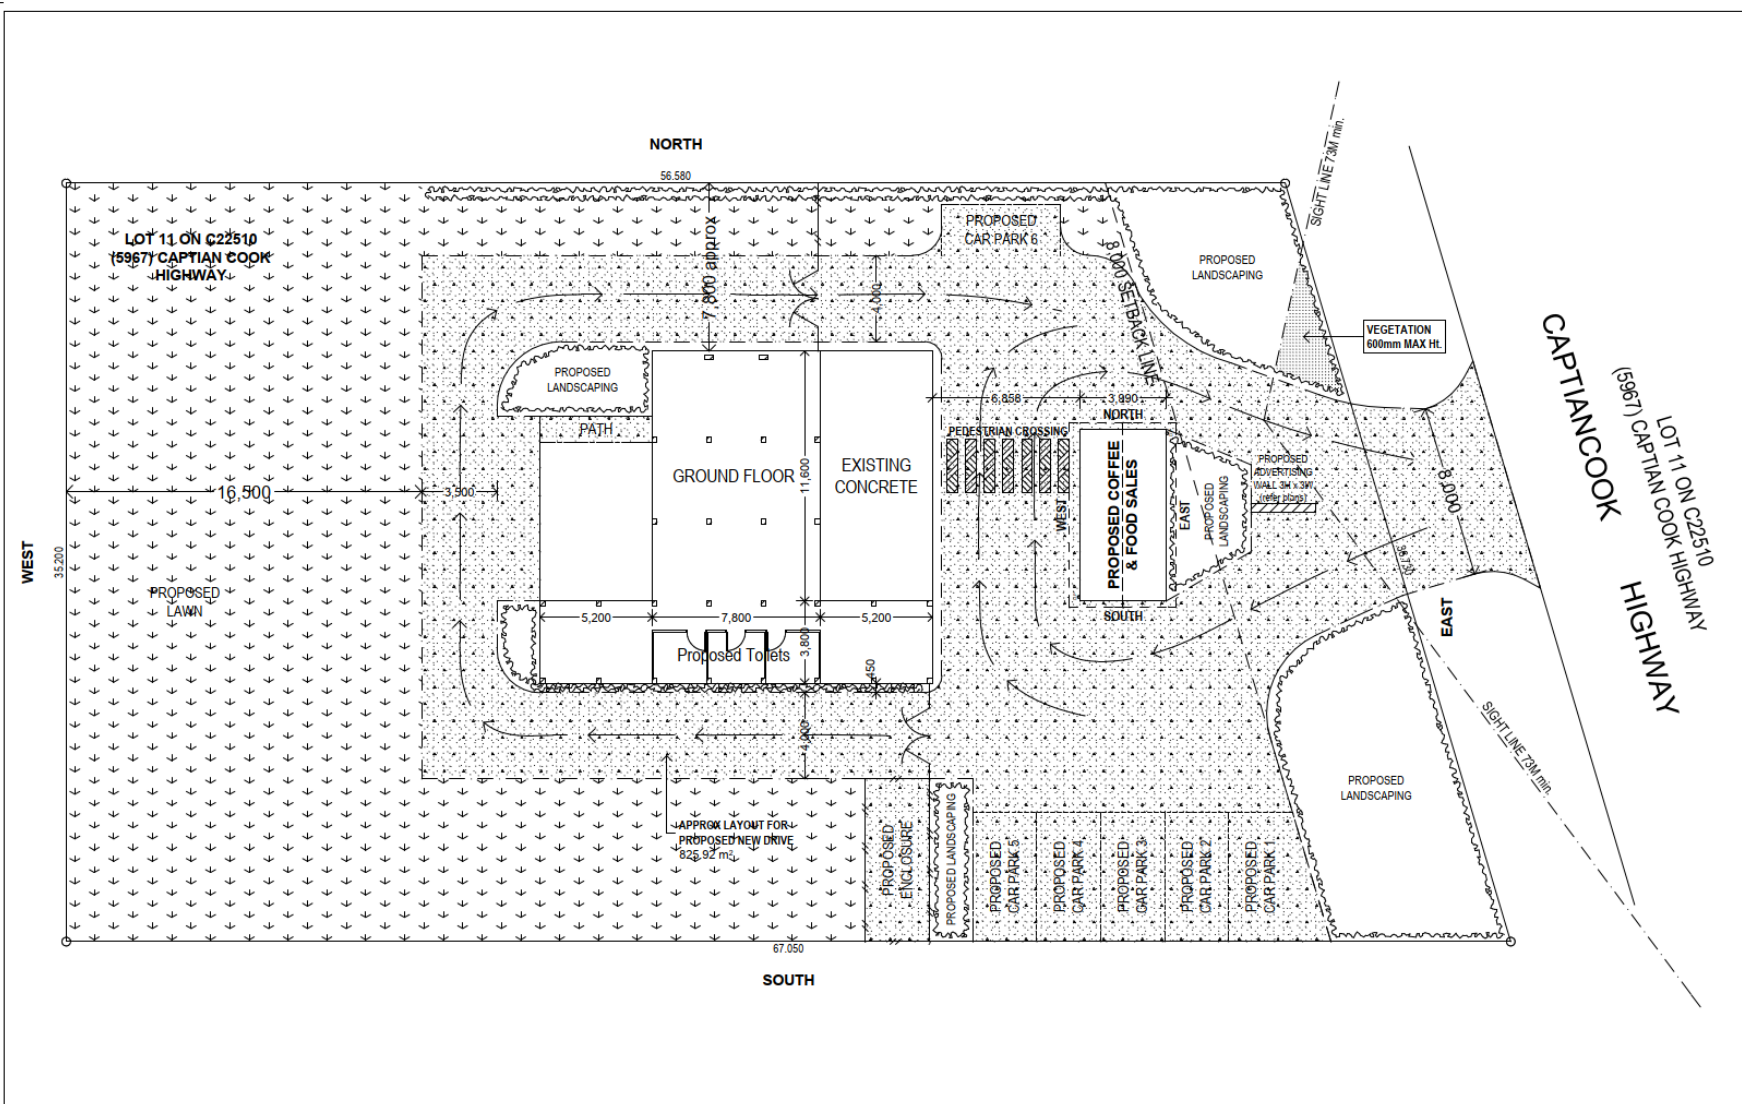 NORTH
56.580
LOT 11 ON C22510
(5967) CAPTIAN COOK
HIGHWAY
7,800 approx
PROPOSED
CAR PARK 6
8,000 SETBACK LINE
4,000
PROPOSED
LANDSCAPING
SIGHT LINE 73M min.
VEGETATION
600mm MAX Ht.
CAPTIANCOOK
HIGHWAY
LOT 11 ON C22510
(5967) CAPTIAN COOK HIGHWAY
PROPOSED
LANDSCAPING
PATH
6,858
3,890
NORTH
PEDESTRIAN CROSSING
GROUND FLOOR
11,600
EXISTING
CONCRETE
WEST
PROPOSED COFFEE
& FOOD SALES
EAST
PROPOSED
LANDSCAPING
PROPOSED
ADVERTISING
WALL 3H x 3W
(refer plans)
8,000
38.730
16,500
3,500
WEST
35.200
PROPOSED
LAWN
5,200
7,800
5,200
SOUTH
EAST
Proposed Toilets
3,800
450
4,000
SIGHT LINE 73M min.
PROPOSED
LANDSCAPING
APPROX LAYOUT FOR
PROPOSED NEW DRIVE
825.92 m²
PROPOSED
ENCLOSURE
PROPOSED LANDSCAPING
PROPOSED
CAR PARK 5
PROPOSED
CAR PARK 4
PROPOSED
CAR PARK 3
PROPOSED
CAR PARK 2
PROPOSED
CAR PARK 1
67.050
SOUTH